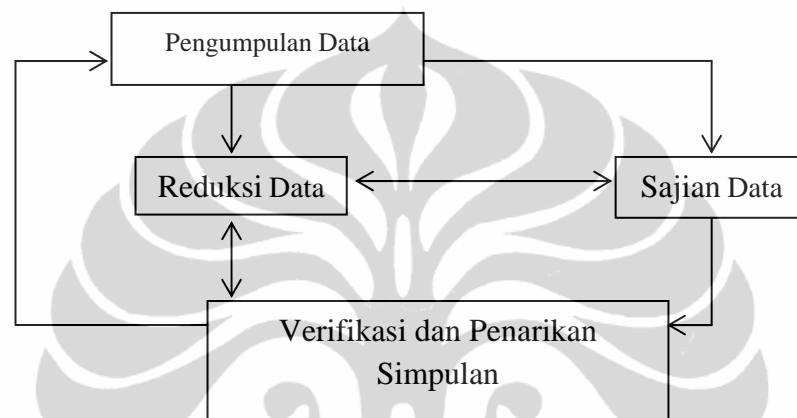 Pengumpulan Data
Reduksi Data
Sajian Data
Verifikasi dan Penarikan
Simpulan